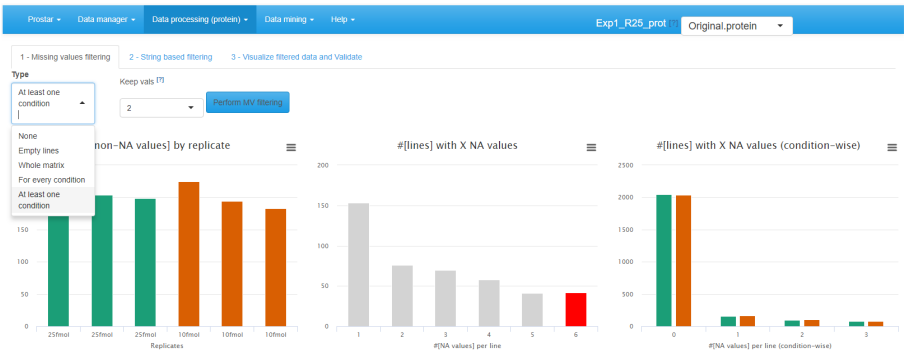 Prostar Data manager Data processing (protein) Data mining Help Exp1_R25_prot [?] Original.protein
1 - Missing values filtering 2 - String based filtering 3 - Visualize filtered data and Validate
Type
At least one
condition
Keep vals [?]
2
Perform MV filtering
None
Empty lines
Whole matrix
For every condition
At least one
condition
non-NA values] by replicate
150
100
50
0
25fmol 25fmol 25fmol 10fmol 10fmol 10fmol
Replicates
#[lines] with X NA values
200
150
100
50
0
1 2 3 4 5 6
#[NA values] per line
#[lines] with X NA values (condition-wise)
2500
2000
1500
1000
500
0
0 1 2 3
#[NA values] per line (condition-wise)